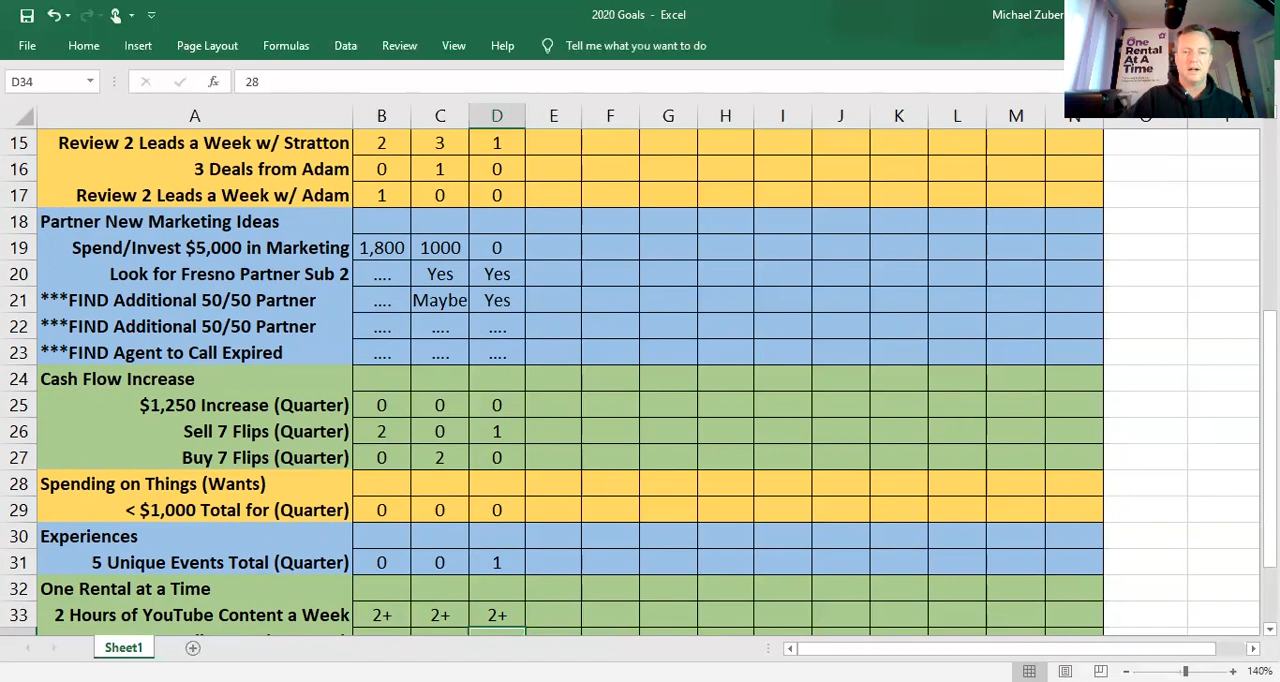 2020 Goals - Excel
Michael Zuber
File Home Insert Page Layout Formulas Data Review View Help Tell me what you want to do
One
Rental
At A
Time
D34 fx 28
A B C D E F G H I J K L M N
15 Review 2 Leads a Week w/ Stratton 2 3 1
16 3 Deals from Adam 0 1 0
17 Review 2 Leads a Week w/ Adam 1 0 0
18 Partner New Marketing Ideas
19 Spend/Invest $5,000 in Marketing 1,800 1000 0
20 Look for Fresno Partner Sub 2 .... Yes Yes
21 ***FIND Additional 50/50 Partner .... Maybe Yes
22 ***FIND Additional 50/50 Partner .... .... ....
23 ***FIND Agent to Call Expired .... .... ....
24 Cash Flow Increase
25 $1,250 Increase (Quarter) 0 0 0
26 Sell 7 Flips (Quarter) 2 0 1
27 Buy 7 Flips (Quarter) 0 2 0
28 Spending on Things (Wants)
29 < $1,000 Total for (Quarter) 0 0 0
30 Experiences
31 5 Unique Events Total (Quarter) 0 0 1
32 One Rental at a Time
33 2 Hours of YouTube Content a Week 2+ 2+ 2+
Sheet1
140%